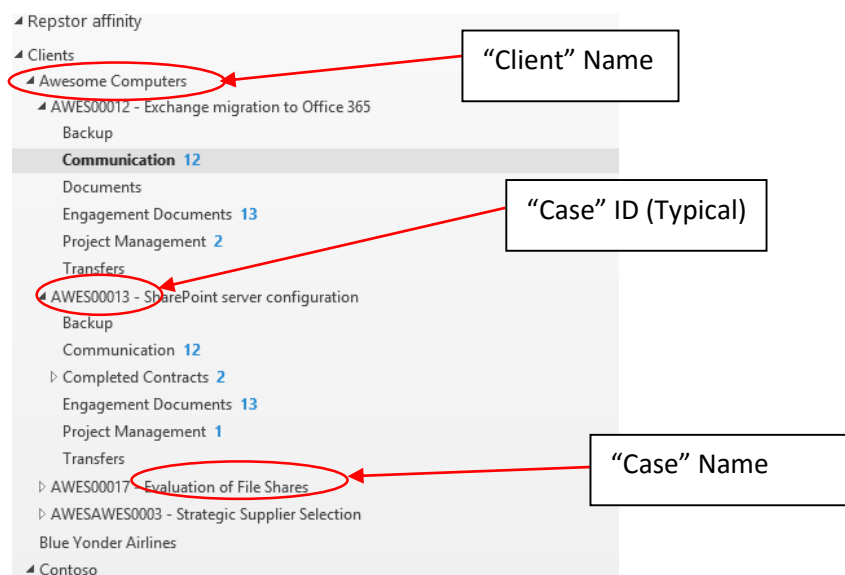 Repstor affinity
Clients
"Client" Name
Awesome Computers
AWES00012 - Exchange migration to Office 365
Backup
Communication 12
Documents
"Case" ID (Typical)
Engagement Documents 13
Project Management 2
Transfers
AWES00013 - SharePoint server configuration
Backup
Communication 12
Completed Contracts 2
Engagement Documents 13
Project Management 1
Transfers
"Case" Name
AWES00017 - Evaluation of File Shares
AWESAWES0003 - Strategic Supplier Selection
Blue Yonder Airlines
Contoso